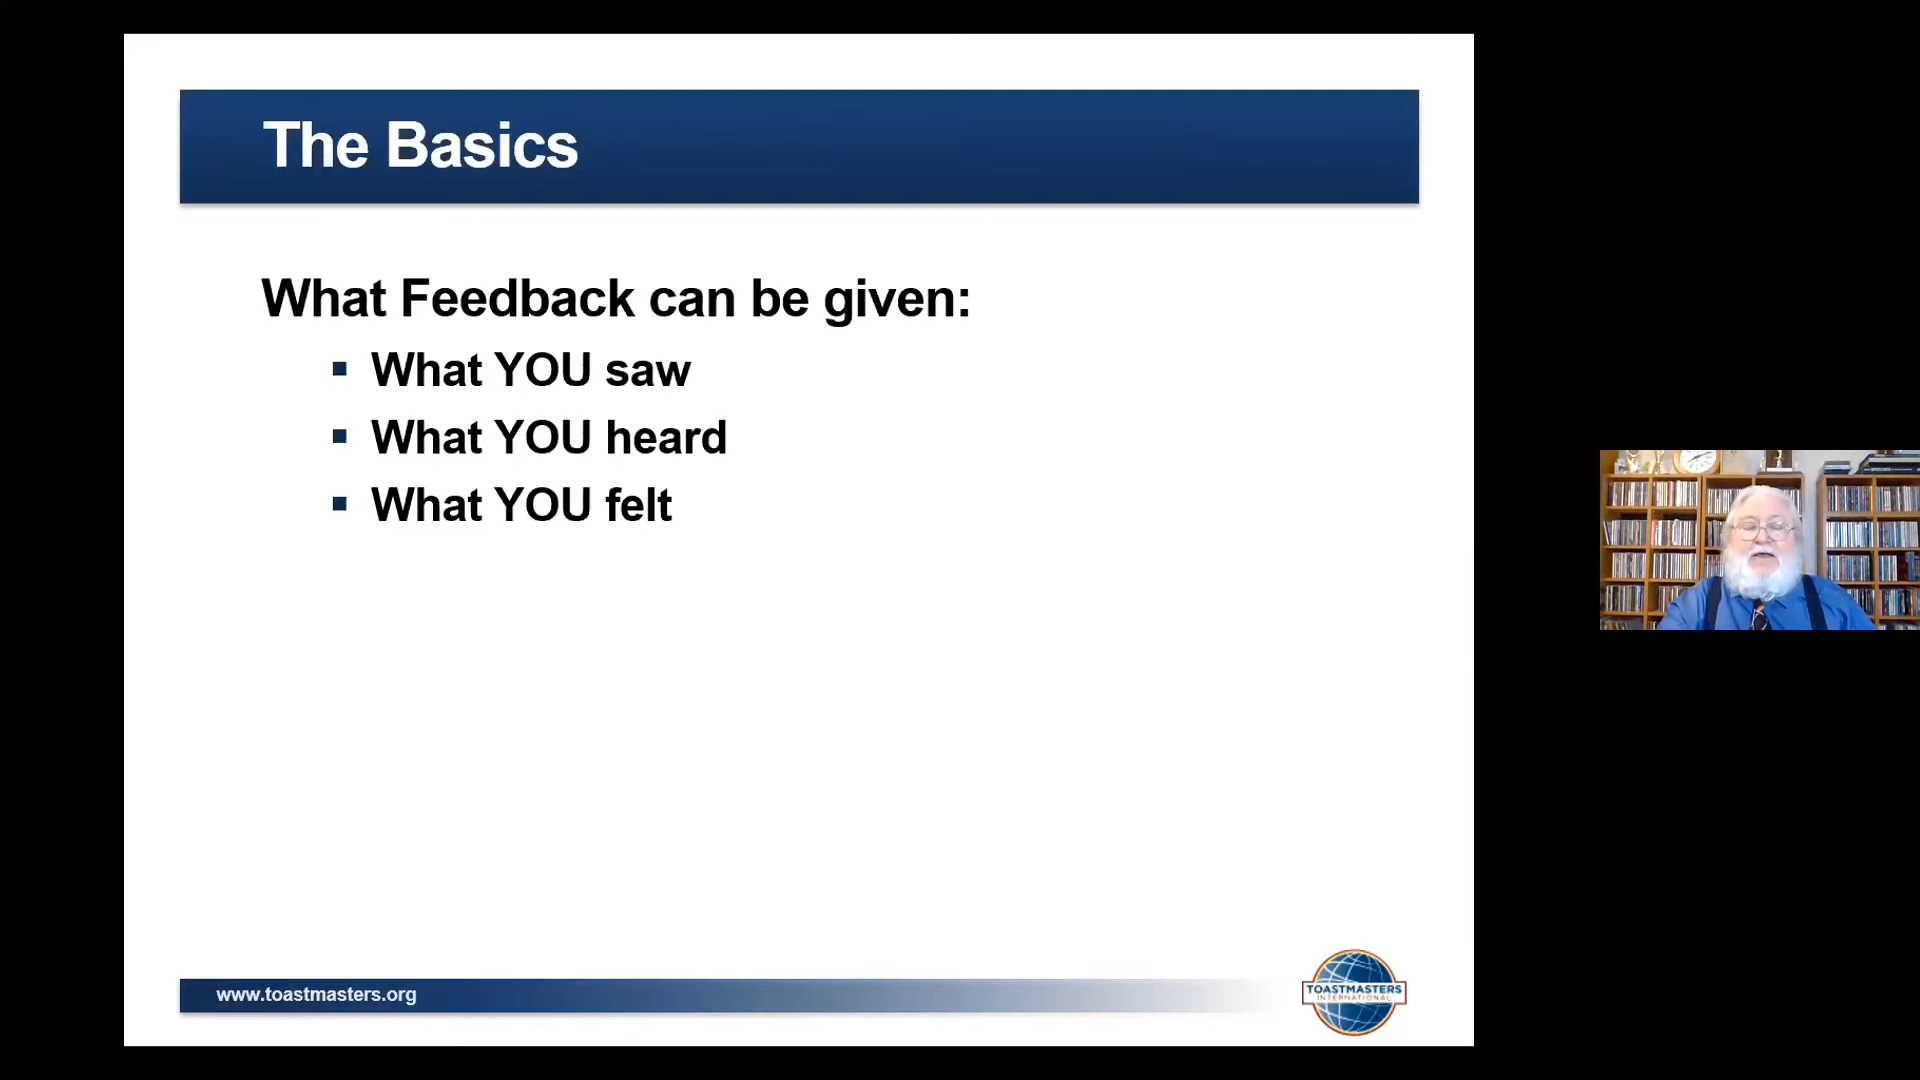 The Basics
What Feedback can be given:
What YOU saw
What YOU heard
What YOU felt
www.toastmasters.org
TOASTMASTERS
INTERNATIONAL